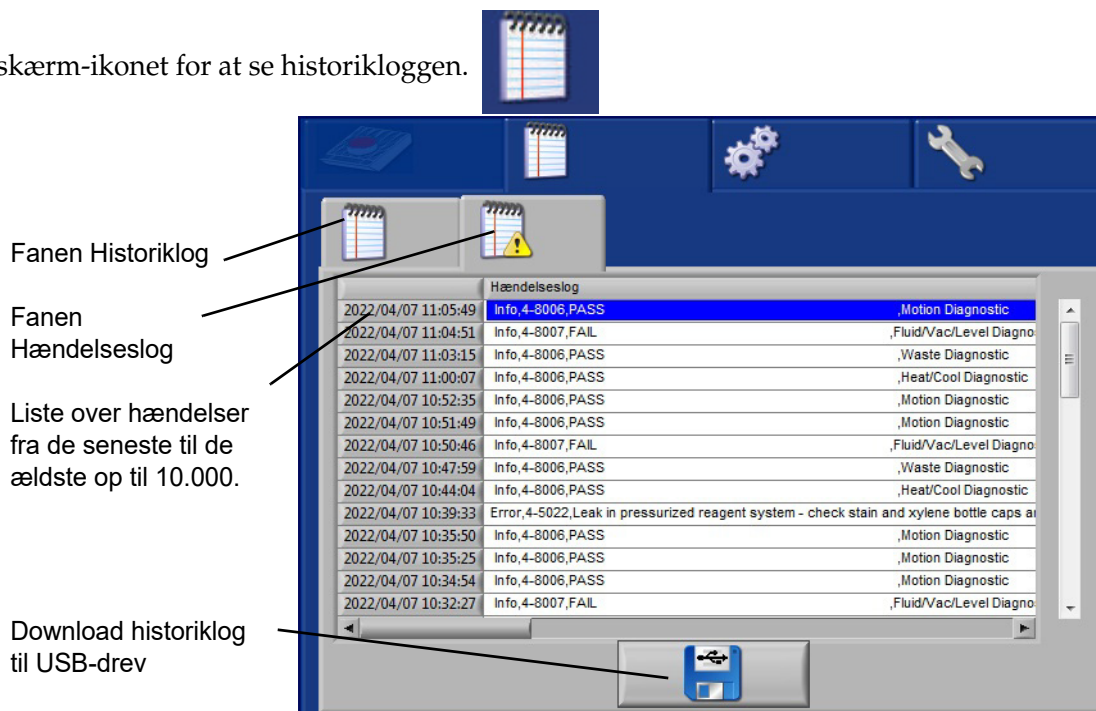 skærm-ikonet for at se historikloggen.
Fanen Historiklog
Fanen
Hændelseslog
Liste over hændelser
fra de seneste til de
ældste op til 10.000.
Download historiklog
til USB-drev
Hændelseslog
2022/04/07 11:05:49 Info,4-8006,PASS ,Motion Diagnostic
2022/04/07 11:04:51 Info,4-8007,FAIL ,Fluid/Vac/Level Diagno
2022/04/07 11:03:15 Info,4-8006,PASS ,Waste Diagnostic
2022/04/07 11:00:07 Info,4-8006,PASS ,Heat/Cool Diagnostic
2022/04/07 10:52:35 Info,4-8006,PASS ,Motion Diagnostic
2022/04/07 10:51:49 Info,4-8006,PASS ,Motion Diagnostic
2022/04/07 10:50:46 Info,4-8007,FAIL ,Fluid/Vac/Level Diagno
2022/04/07 10:47:59 Info,4-8006,PASS ,Waste Diagnostic
2022/04/07 10:44:04 Info,4-8006,PASS ,Heat/Cool Diagnostic
2022/04/07 10:39:33 Error,4-5022,Leak in pressurized reagent system - check stain and xylene bottle caps a
2022/04/07 10:35:50 Info,4-8006,PASS ,Motion Diagnostic
2022/04/07 10:35:25 Info,4-8006,PASS ,Motion Diagnostic
2022/04/07 10:34:54 Info,4-8006,PASS ,Motion Diagnostic
2022/04/07 10:32:27 Info,4-8007,FAIL ,Fluid/Vac/Level Diagno